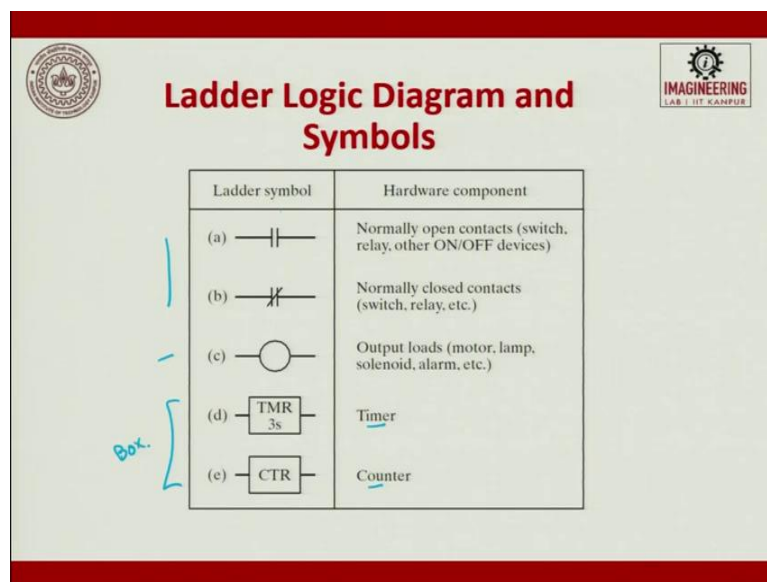 IMAGINEERING
LAB | IIT KANPUR
Ladder Logic Diagram and
Symbols
Ladder symbol Hardware component
(a) Normally open contacts (switch,
relay, other ON/OFF devices)
(b) Normally closed contacts
(switch, relay, etc.)
(c) Output loads (motor, lamp,
solenoid, alarm, etc.)
(d) TMR Timer
3s
Box.
(e) CTR Counter